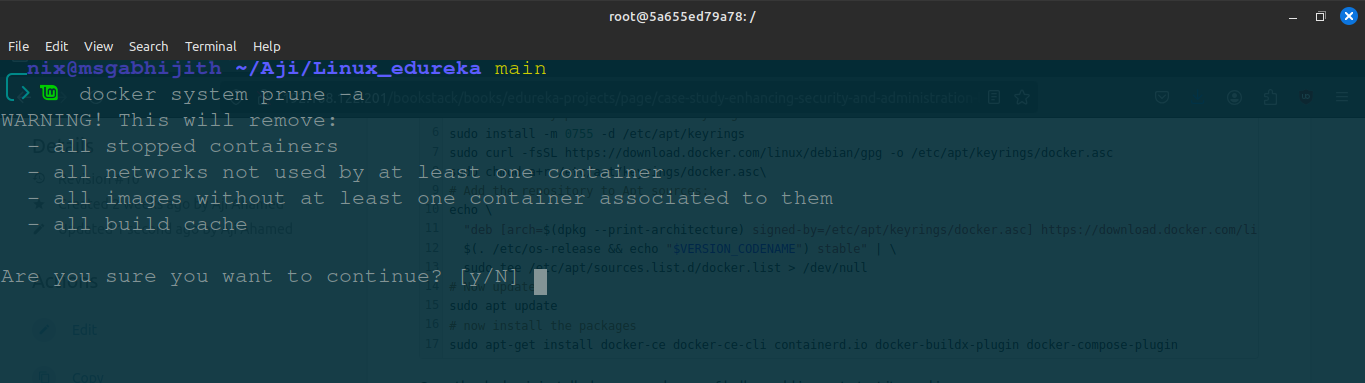 root@5a655ed79a78: /
File Edit View Search Terminal Help
nix@msgabhijith ~/Aji/Linux_edureka main
docker system prune -a
201/bookstack/books/edureka-projects/page/case-study-enhancing-security-and-administration
WARNING! This will remove:
- all stopped containers
- all networks not used by at least one container
- all images without at least one container associated to them
- all build cache
Are you sure you want to continue? [y/N]
6 sudo install -m 0755 -d /etc/apt/keyrings
7 sudo curl -fsSL https://download.docker.com/linux/debian/gpg -o /etc/apt/keyrings/docker.asc
# Add the repository to Apt sources:
10 echo \
11 "deb [arch=$(dpkg --print-architecture) signed-by=/etc/apt/keyrings/docker.asc] https://download.docker.com/li
12 $(. /etc/os-release && echo "$VERSION_CODENAME") stable" | \
13 sudo tee /etc/apt/sources.list.d/docker.list > /dev/null
14 # now update
15 sudo apt update
16 # now install the packages
17 sudo apt-get install docker-ce docker-ce-cli containerd.io docker-buildx-plugin docker-compose-plugin
Details
Actions
Edit
Copy